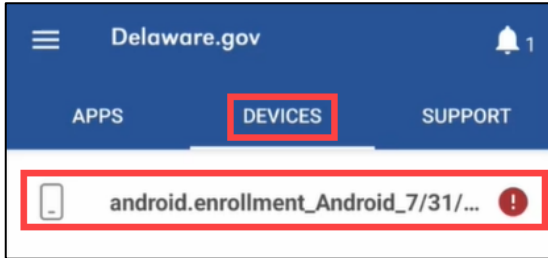 Delaware.gov 1
APPS DEVICES SUPPORT
android.enrollment_Android_7/31/...